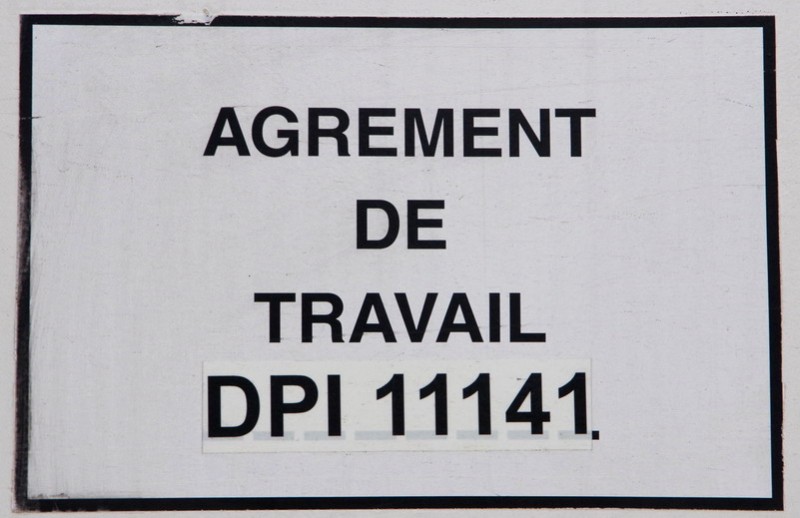 AGREMENT
DE
TRAVAIL
DPI 11141.